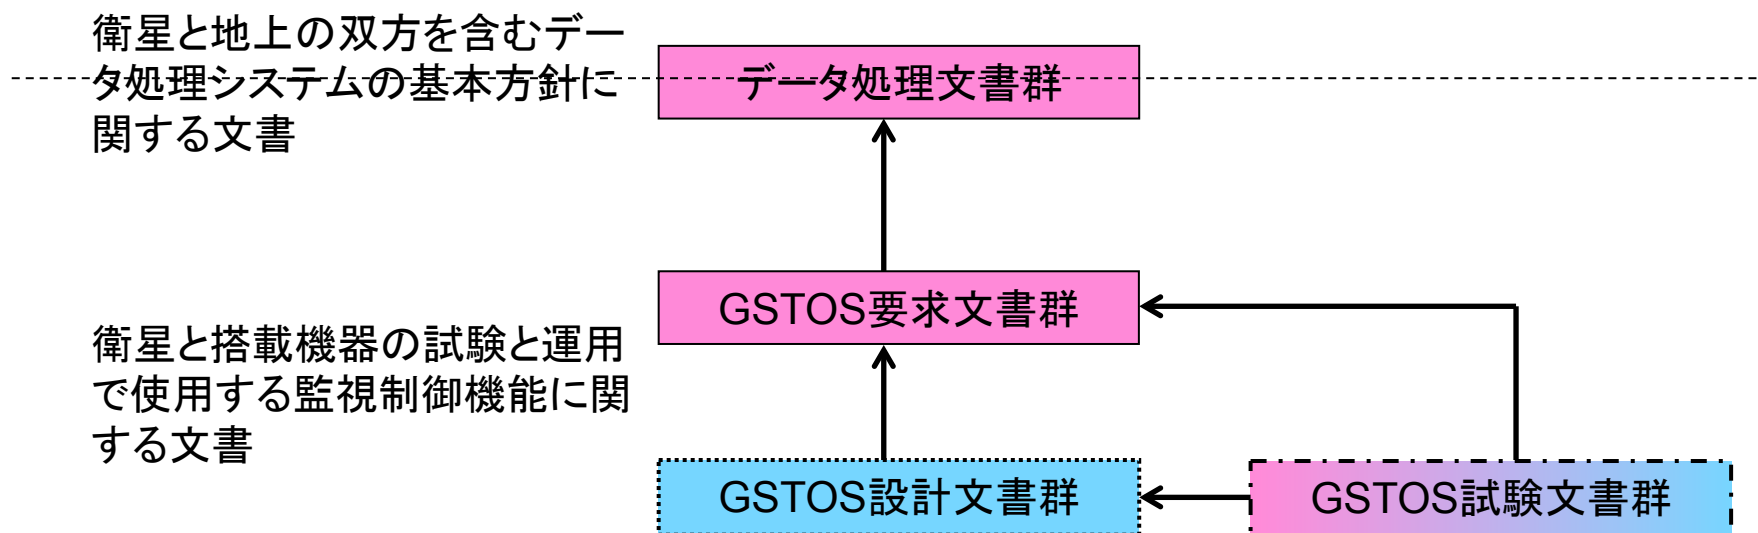 衛星と地上の双方を含むデー
タ処理システムの基本方針に
関する文書
データ処理文書群
GSTOS要求文書群
衛星と搭載機器の試験と運用
で使用する監視制御機能に関
する文書
GSTOS設計文書群
GSTOS試験文書群